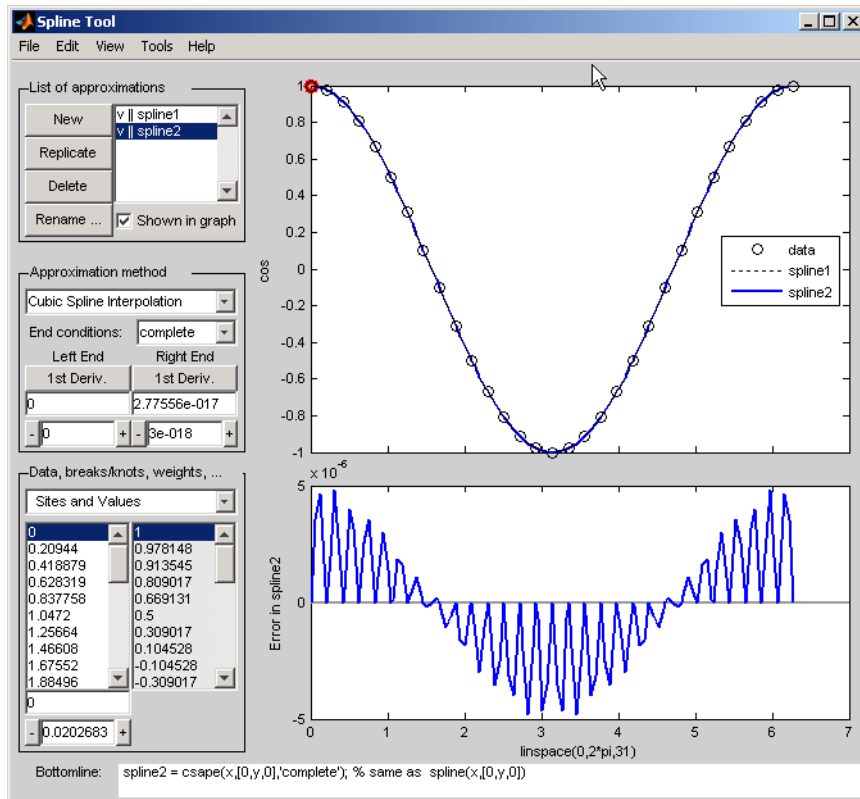 Spline Tool
File Edit View Tools Help
List of approximations
New
Replicate
Delete
Rename ...
v || spline1
v || spline2
Shown in graph
Approximation method
Cubic Spline Interpolation
End conditions: complete
Left End Right End
1st Deriv. 1st Deriv.
0 2.77556e-017
- 0 + - 3e-018 +
Data, breaks/knots, weights, ...
Sites and Values
0 1
0.20944 0.978148
0.418879 0.913545
0.628319 0.809017
0.837758 0.669131
1.0472 0.5
1.25664 0.309017
1.46608 0.104528
1.67552 -0.104528
1.88496 -0.309017
0
- 0.0202683 +
1
0.8
0.6
0.4
0.2
0
-0.2
-0.4
-0.6
-0.8
-1
cos
data
spline1
spline2
x 10^-6
5
0
-5
Error in spline2
0 1 2 3 4 5 6 7
linspace(0,2*pi,31)
Bottomline: spline2 = csape(x,[0,y,0],'complete'); % same as spline(x,[0,y,0])